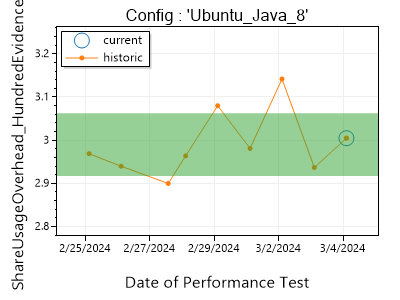 Config : 'Ubuntu_Java_8'
current
historic
ShareUsageOverhead_HundredEvidence
3.2
3.1
3
2.9
2.8
2/25/2024
2/27/2024
2/29/2024
3/2/2024
3/4/2024
Date of Performance Test